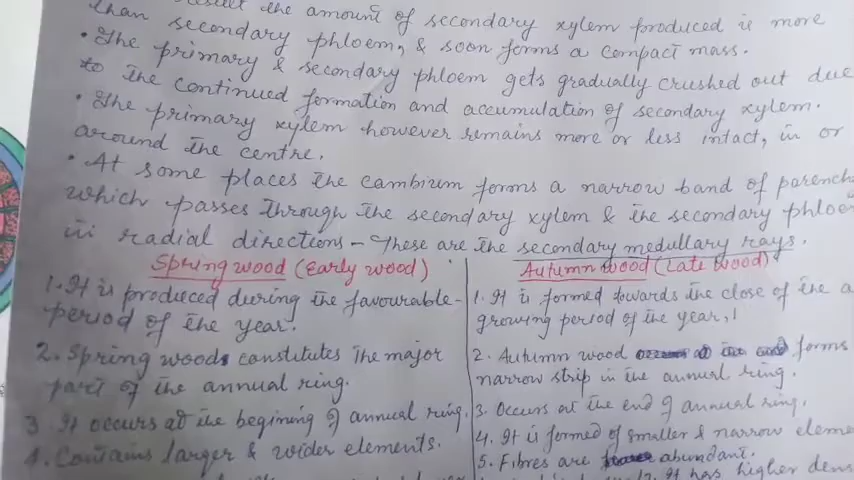 the amount of secondary xylem produced is more
than secondary phloem, & soon forms a compact mass.
• The primary & secondary phloem gets gradually crushed out due
to the continued formation and accumulation of secondary xylem.
• The primary xylem however remains more or less intact, in or
around the centre.
• At some places the cambium forms a narrow band of parench
which passes through the secondary xylem & the secondary phloe
in radial directions - These are the secondary medullary rays.
Spring wood (Early wood)
1. It is produced during the favourable-
period of the year.
2. Spring wood constitutes the major
part of the annual ring.
3 It occurs at the begining of annual ring.
4. Contains larger & wider elements.
Autumn wood (Late wood)
1. It is formed towards the close of the a
growing period of the year,
2. Autumn wood forms
narrow strip in the annual ring.
3. Occurs at the end of annual ring.
4. It is formed of smaller & narrow eleme
5. Fibres are abundant.
It has higher dens